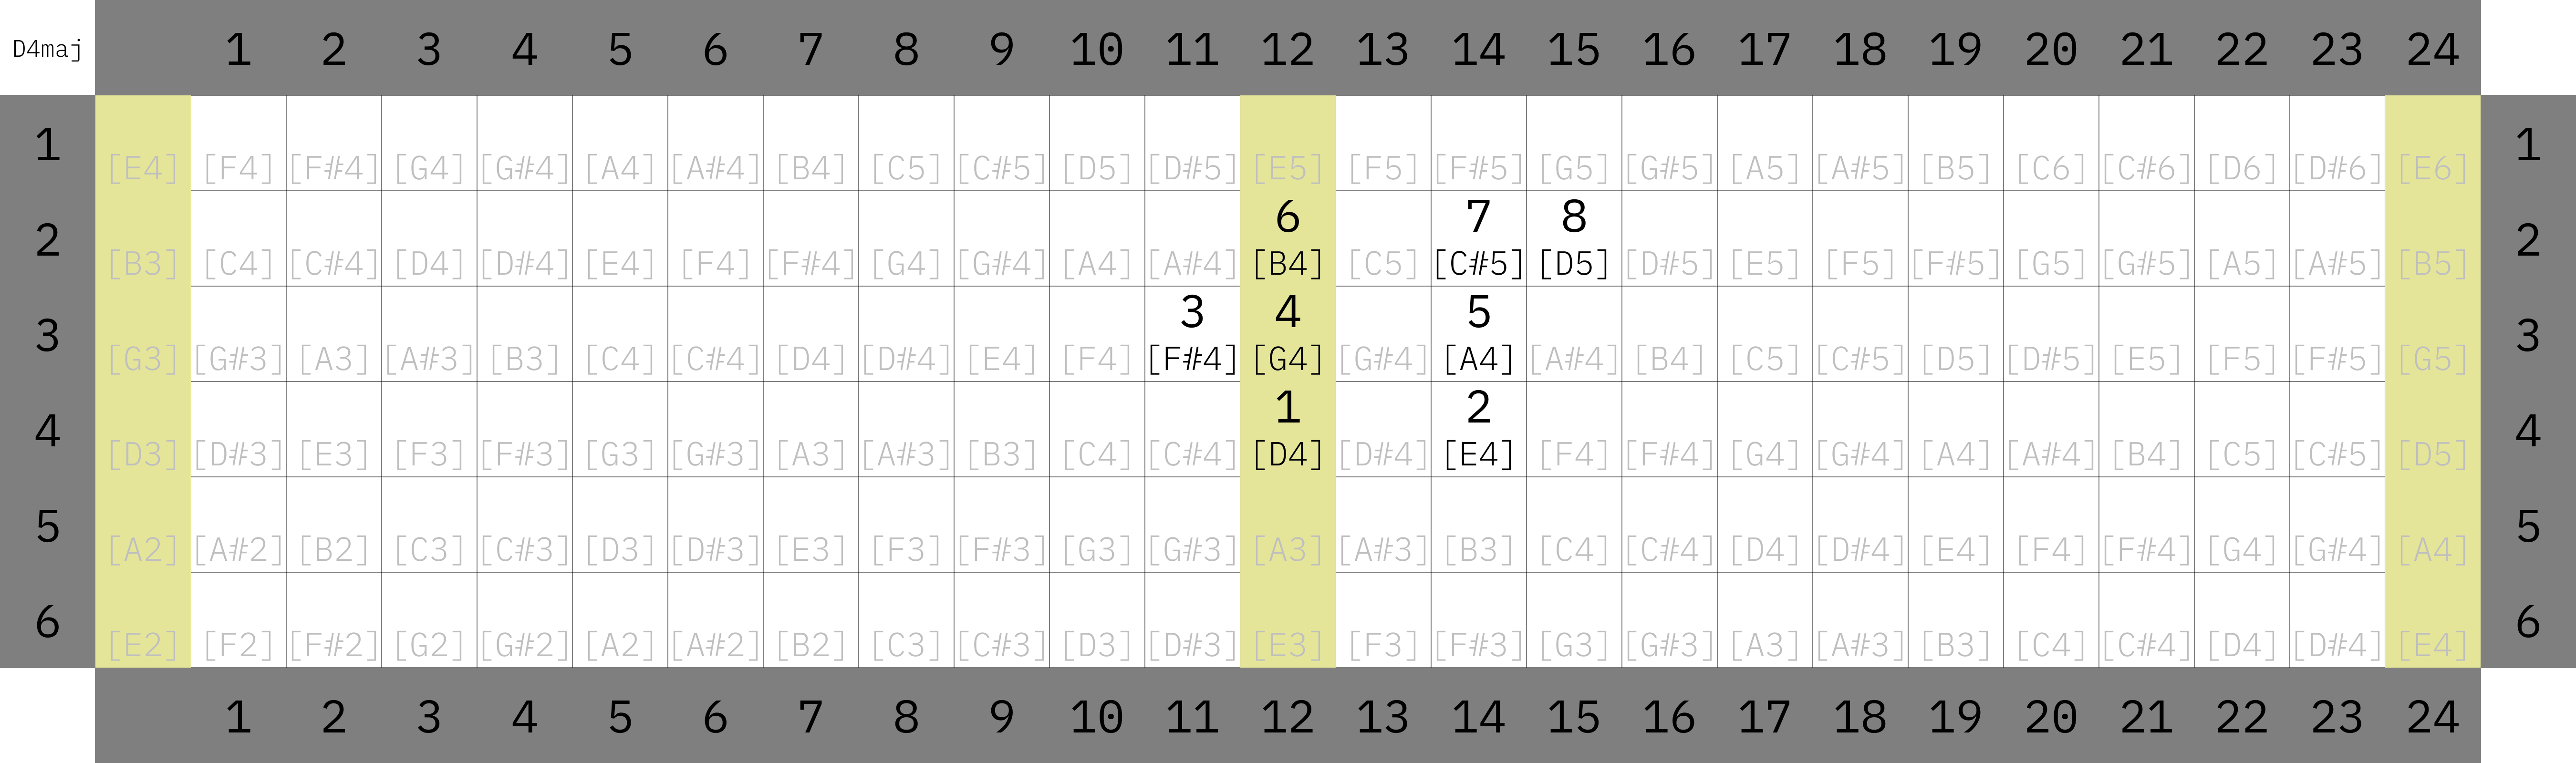 D4maj 1 2 3 4 5 6 7 8 9 10 11 12 13 14 15 16 17 18 19 20 21 22 23 24
1 [E4] [F4] [F#4] [G4] [G#4] [A4] [A#4] [B4] [C5] [C#5] [D5] [D#5] [E5] [F5] [F#5] [G5] [G#5] [A5] [A#5] [B5] [C6] [C#6] [D6] [D#6] [E6] 1
6 7 8
2 [B3] [C4] [C#4] [D4] [D#4] [E4] [F4] [F#4] [G4] [G#4] [A4] [A#4] [B4] [C5] [C#5] [D5] [D#5] [E5] [F5] [F#5] [G5] [G#5] [A5] [A#5] [B5] 2
3 4 5
3 [G3] [G#3] [A3] [A#3] [B3] [C4] [C#4] [D4] [D#4] [E4] [F4] [F#4] [G4] [G#4] [A4] [A#4] [B4] [C5] [C#5] [D5] [D#5] [E5] [F5] [F#5] [G5] 3
1 2
4 [D3] [D#3] [E3] [F3] [F#3] [G3] [G#3] [A3] [A#3] [B3] [C4] [C#4] [D4] [D#4] [E4] [F4] [F#4] [G4] [G#4] [A4] [A#4] [B4] [C5] [C#5] [D5] 4
5 [A2] [A#2] [B2] [C3] [C#3] [D3] [D#3] [E3] [F3] [F#3] [G3] [G#3] [A3] [A#3] [B3] [C4] [C#4] [D4] [D#4] [E4] [F4] [F#4] [G4] [G#4] [A4] 5
6 [E2] [F2] [F#2] [G2] [G#2] [A2] [A#2] [B2] [C3] [C#3] [D3] [D#3] [E3] [F3] [F#3] [G3] [G#3] [A3] [A#3] [B3] [C4] [C#4] [D4] [D#4] [E4] 6
1 2 3 4 5 6 7 8 9 10 11 12 13 14 15 16 17 18 19 20 21 22 23 24